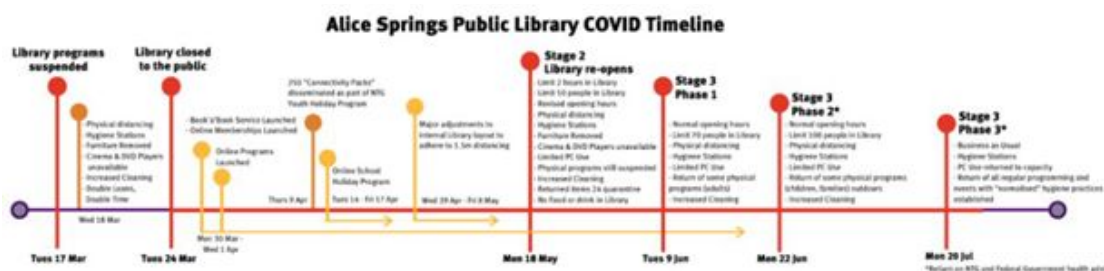 Alice Springs Public Library COVID Timeline
Library programs
suspended
- Physical distancing
- Hygiene Stations
- Furniture Removed
- Cinema & DVD Players
unavailable
- Increased Cleaning
- Double Loans,
Double Time
Wed 18 Mar
Tues 17 Mar
Library closed
to the public
Tues 24 Mar
- Book a'Book Service Launched
- Online Memberships Launched
Online Programs
Launched
Mon 30 Mar -
Wed 1 Apr
250 "Connectivity Packs"
disseminated as part of NTG
Youth Holiday Program
Thurs 9 Apr
Online School
Holiday Program
Tues 14 - Fri 17 Apr
Major adjustments to
internal library layout to
adhere to 1.5m distancing
Wed 29 Apr - Fri 8 May
Stage 2
Library re-opens
- Limit 2 hours in Library
- Limit 50 people in Library
- Revised opening hours
- Physical distancing
- Hygiene Stations
- Furniture Removed
- Cinema & DVD Players unavailable
- Limited PC Use
- Physical programs still suspended
- Increased Cleaning
- Returned items 24 quarantine
- No food or drink in Library
Mon 18 May
Stage 3
Phase 1
- Normal opening hours
- Limit 70 people in Library
- Physical distancing
- Hygiene Stations
- Limited PC Use
- Return of some physical
programs (adults)
- Increased Cleaning
Tues 9 Jun
Stage 3
Phase 2*
- Normal opening hours
- Limit 100 people in Library
- Physical distancing
- Hygiene Stations
- Limited PC Use
- Return of some physical programs
(children, families) outdoors
- Increased Cleaning
Mon 22 Jun
Stage 3
Phase 3*
- Business as Usual
- Hygiene Stations
- PC Use returned to capacity
- Return of all regular programming and
events with "normalised" hygiene practices
established
Mon 20 Jul
*Reliant on NTG and Federal Government health